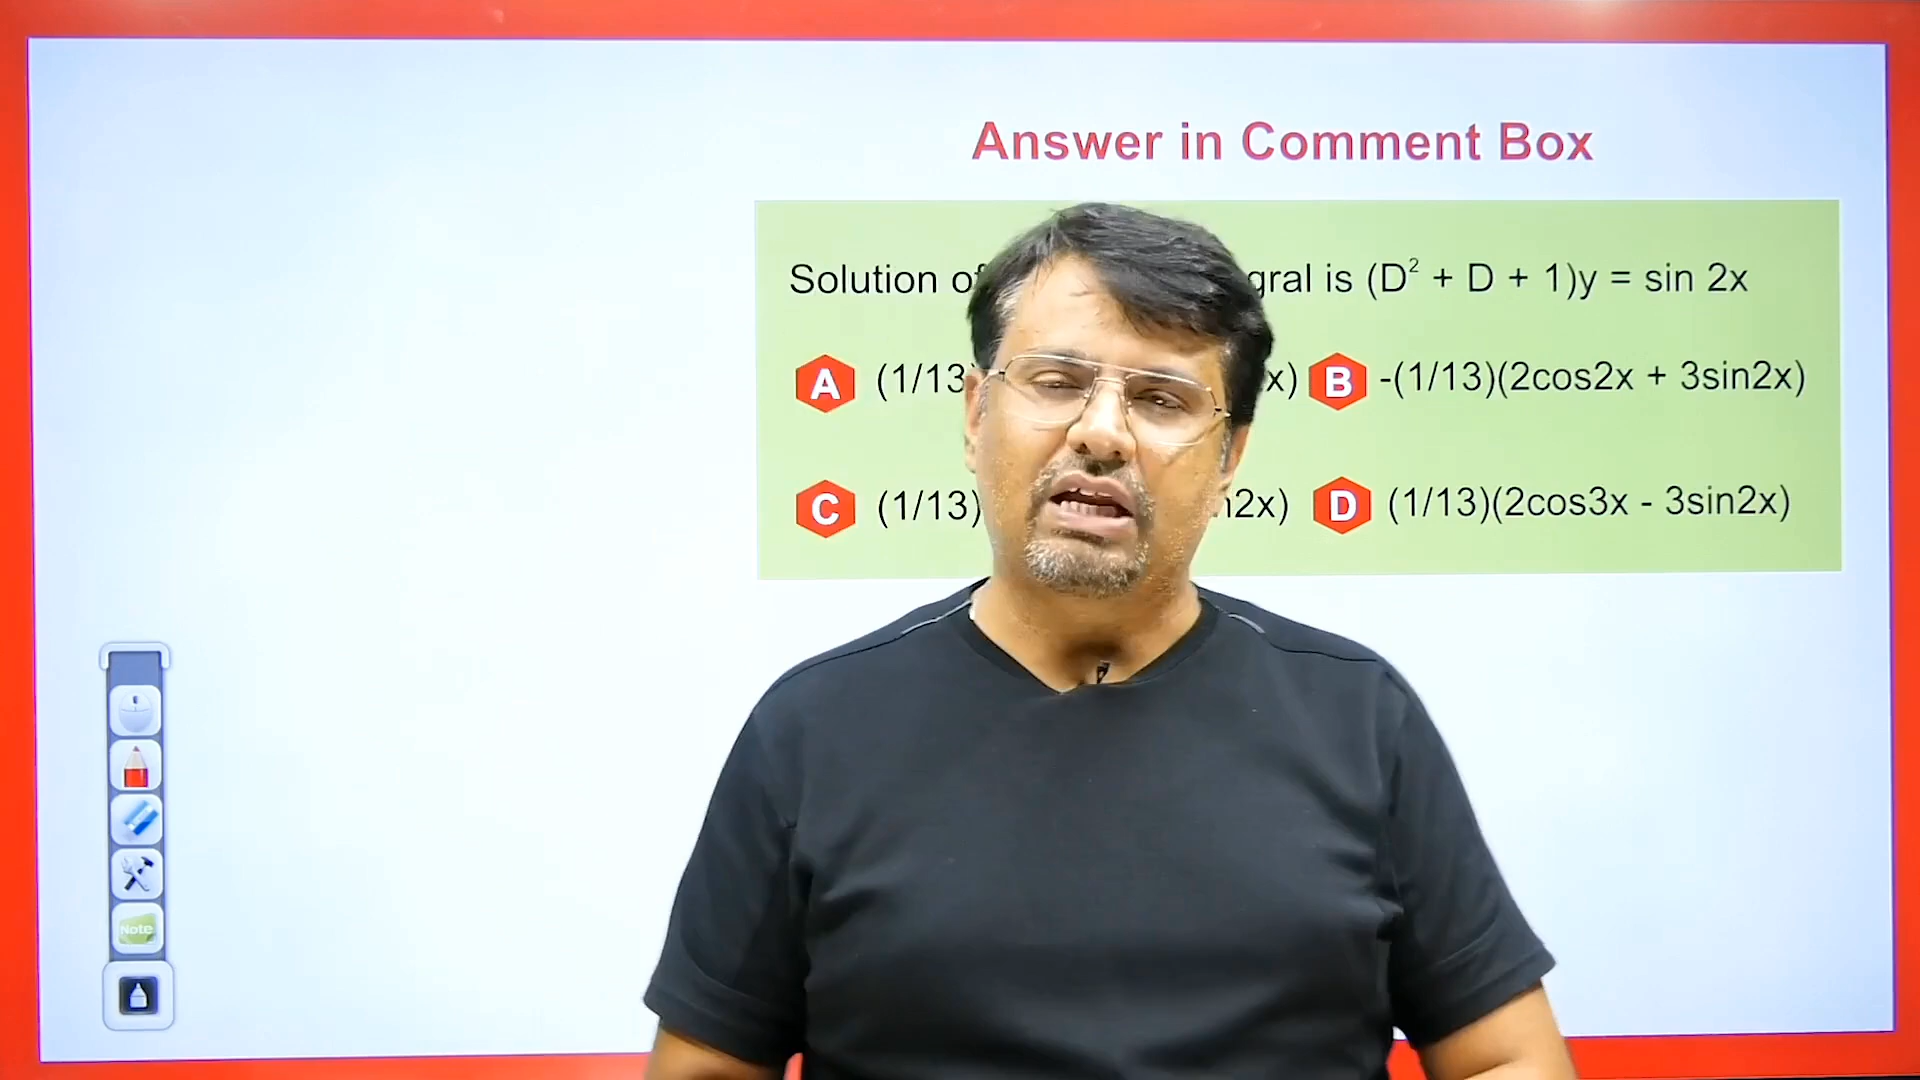 Answer in Comment Box
Solution of gral is (D² + D + 1)y = sin 2x
A (1/13) x) B -(1/13)(2cos2x + 3sin2x)
C (1/13) 2x) D (1/13)(2cos3x - 3sin2x)
Note